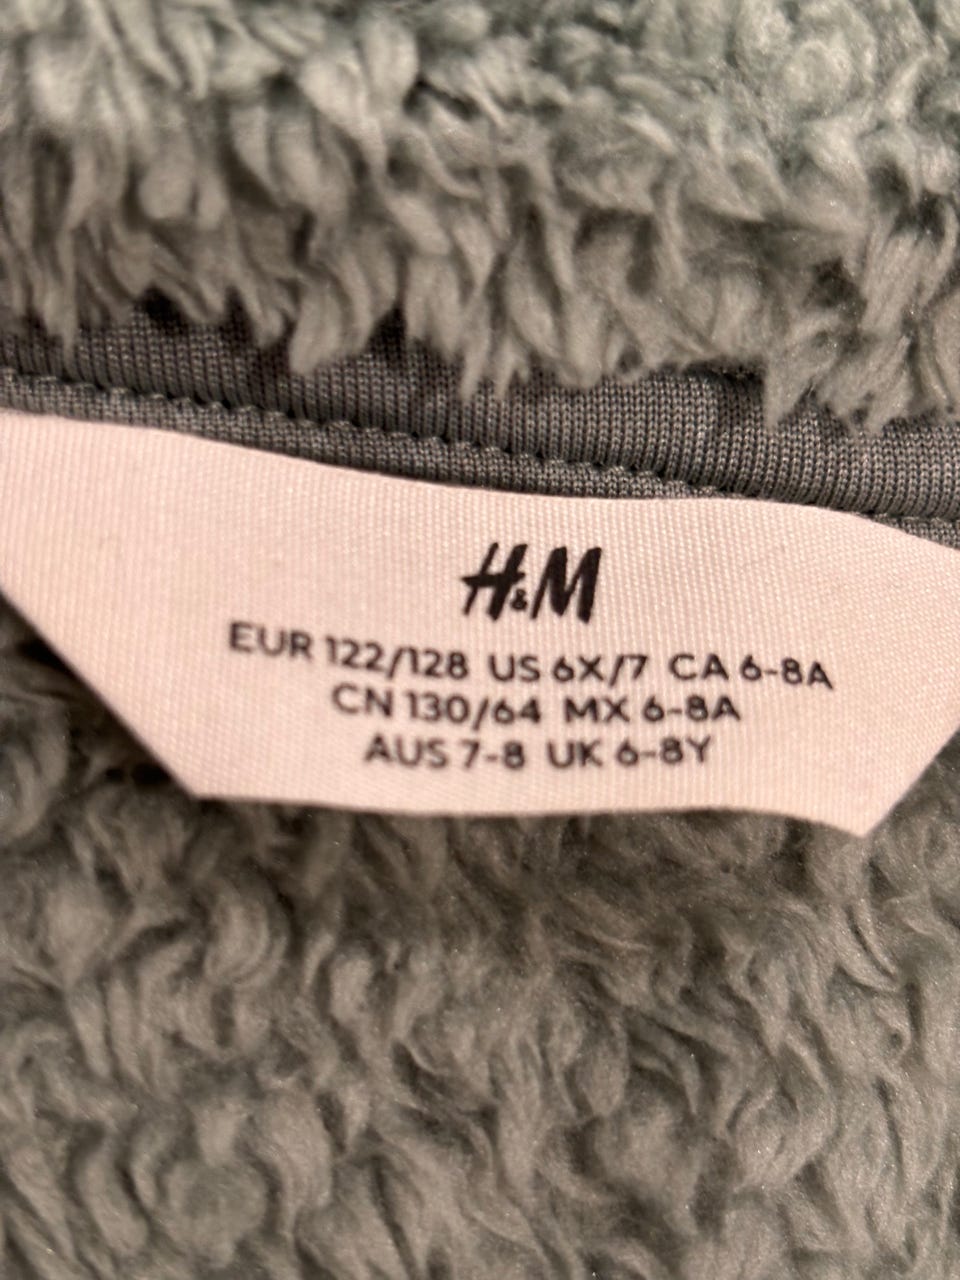 H&M
EUR 122/128 US 6X/7 CA 6-8A
CN 130/64 MX 6-8A
AUS 7-8 UK 6-8Y